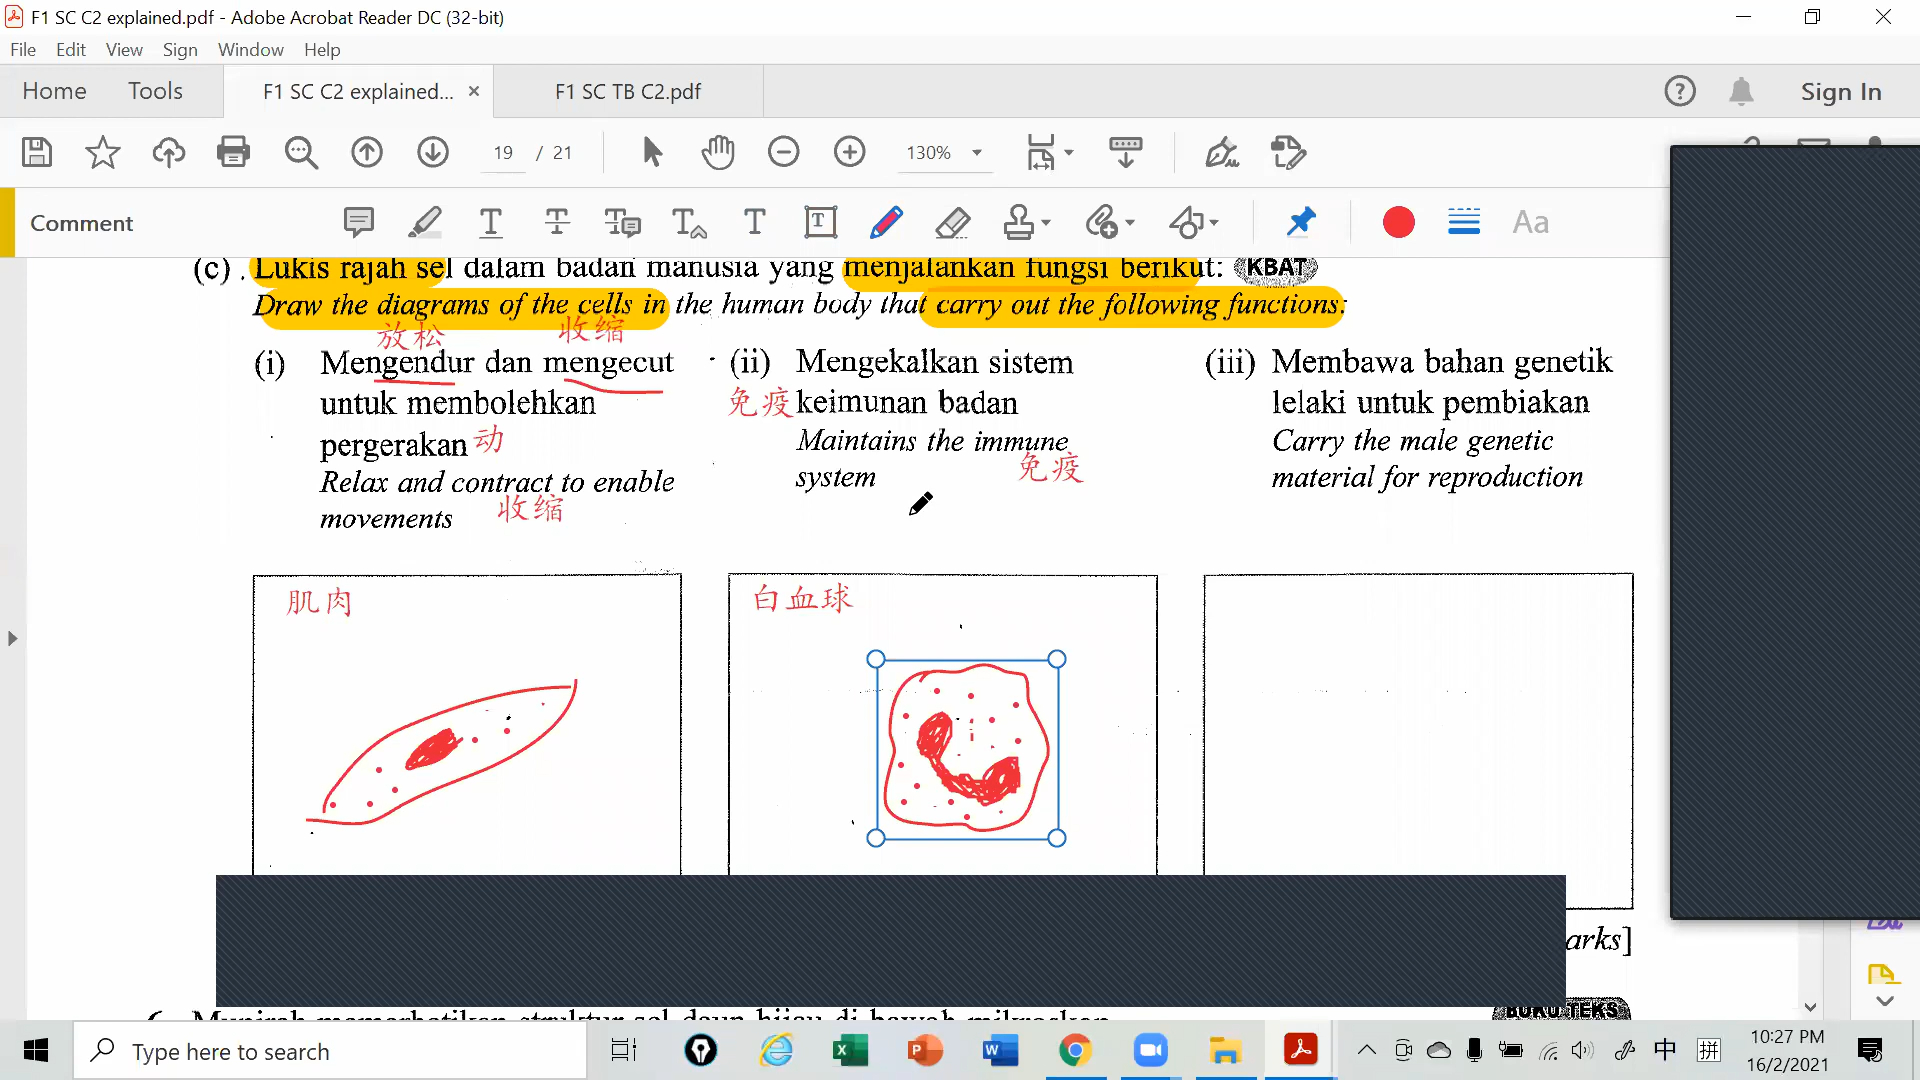 F1 SC C2 explained.pdf - Adobe Acrobat Reader DC (32-bit)
File Edit View Sign Window Help
Home Tools F1 SC C2 explained... × F1 SC TB C2.pdf Sign In
19 / 21 130%
Comment Aa
(c) . Lukis rajah sel dalam badan manusia yang menjalankan fungsi berikut: KBAT
Draw the diagrams of the cells in the human body that carry out the following functions:
放松 收缩
(i) Mengendur dan mengecut
untuk membolehkan
pergerakan 动
Relax and contract to enable
收缩
movements
(ii) Mengekalkan sistem
免疫 keimunan badan
Maintains the immune
免疫
system
(iii) Membawa bahan genetik
lelaki untuk pembiakan
Carry the male genetic
material for reproduction
肌肉
白血球
arks]
BUKU TEKS
Type here to search
中 拼
10:27 PM
16/2/2021